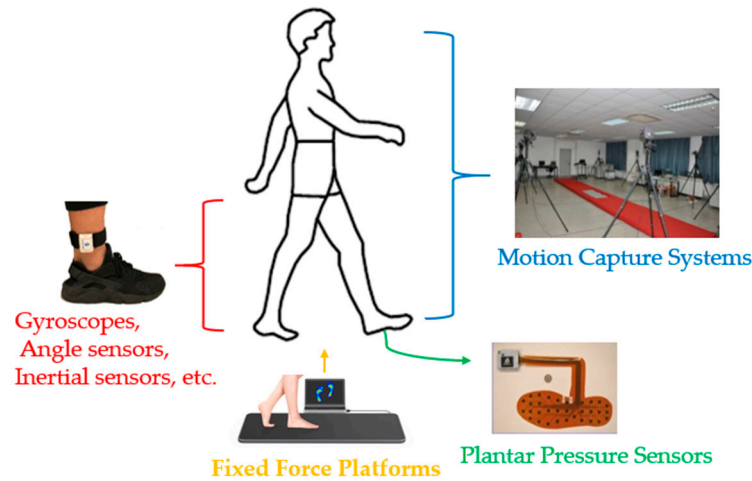 Motion Capture Systems
Gyroscopes,
Angle sensors,
Inertial sensors, etc.
Plantar Pressure Sensors
Fixed Force Platforms